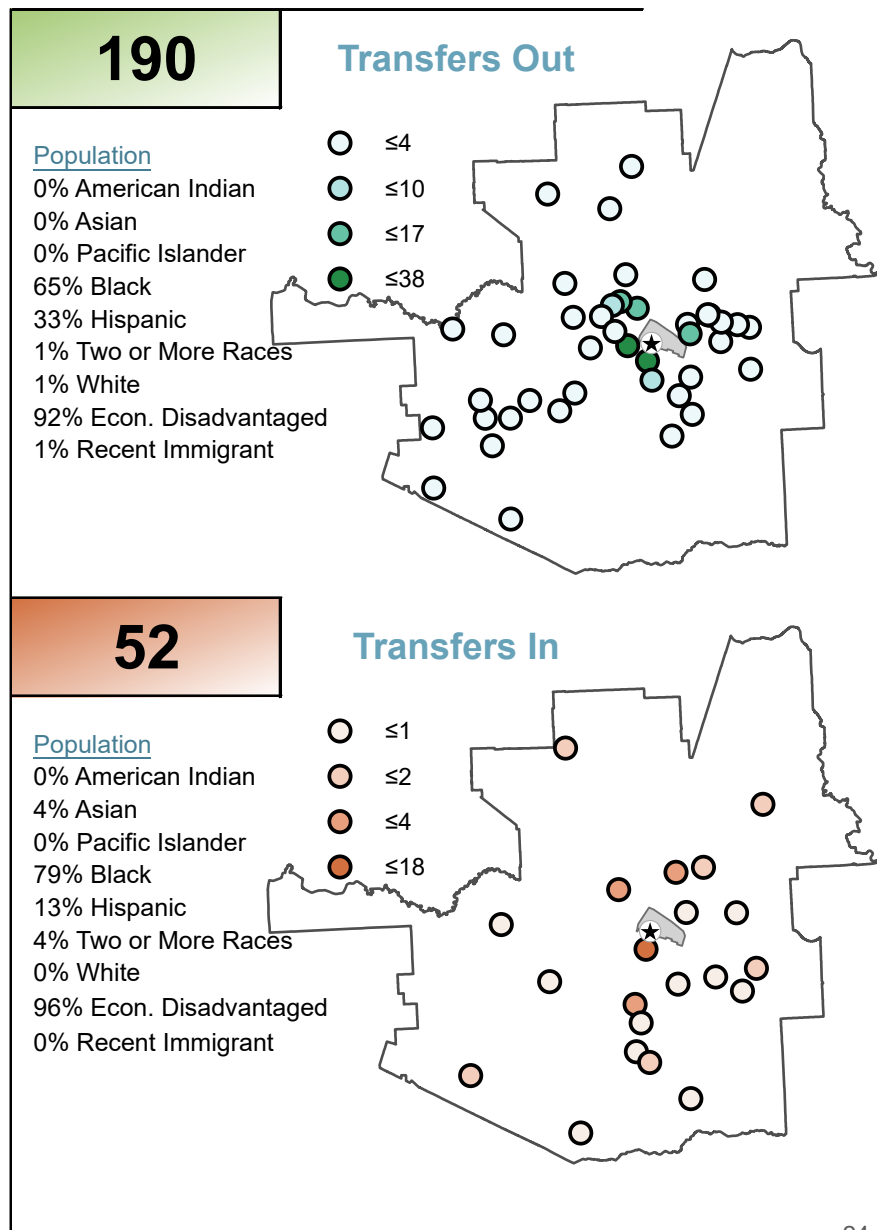 190
Transfers Out
Population
0% American Indian
0% Asian
0% Pacific Islander
65% Black
33% Hispanic
1% Two or More Races
1% White
92% Econ. Disadvantaged
1% Recent Immigrant
≤4
≤10
≤17
≤38
52
Transfers In
Population
0% American Indian
4% Asian
0% Pacific Islander
79% Black
13% Hispanic
4% Two or More Races
0% White
96% Econ. Disadvantaged
0% Recent Immigrant
≤1
≤2
≤4
≤18